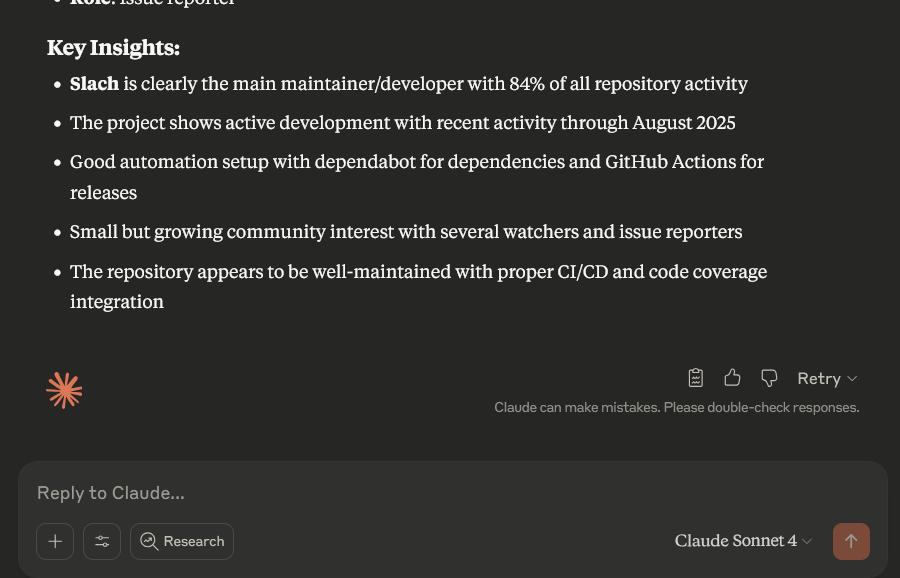 Role: issue reporter
Key Insights:
• Slach is clearly the main maintainer/developer with 84% of all repository activity
• The project shows active development with recent activity through August 2025
• Good automation setup with dependabot for dependencies and GitHub Actions for
releases
• Small but growing community interest with several watchers and issue reporters
• The repository appears to be well-maintained with proper CI/CD and code coverage
integration
Retry
Claude can make mistakes. Please double-check responses.
Reply to Claude...
Research
Claude Sonnet 4